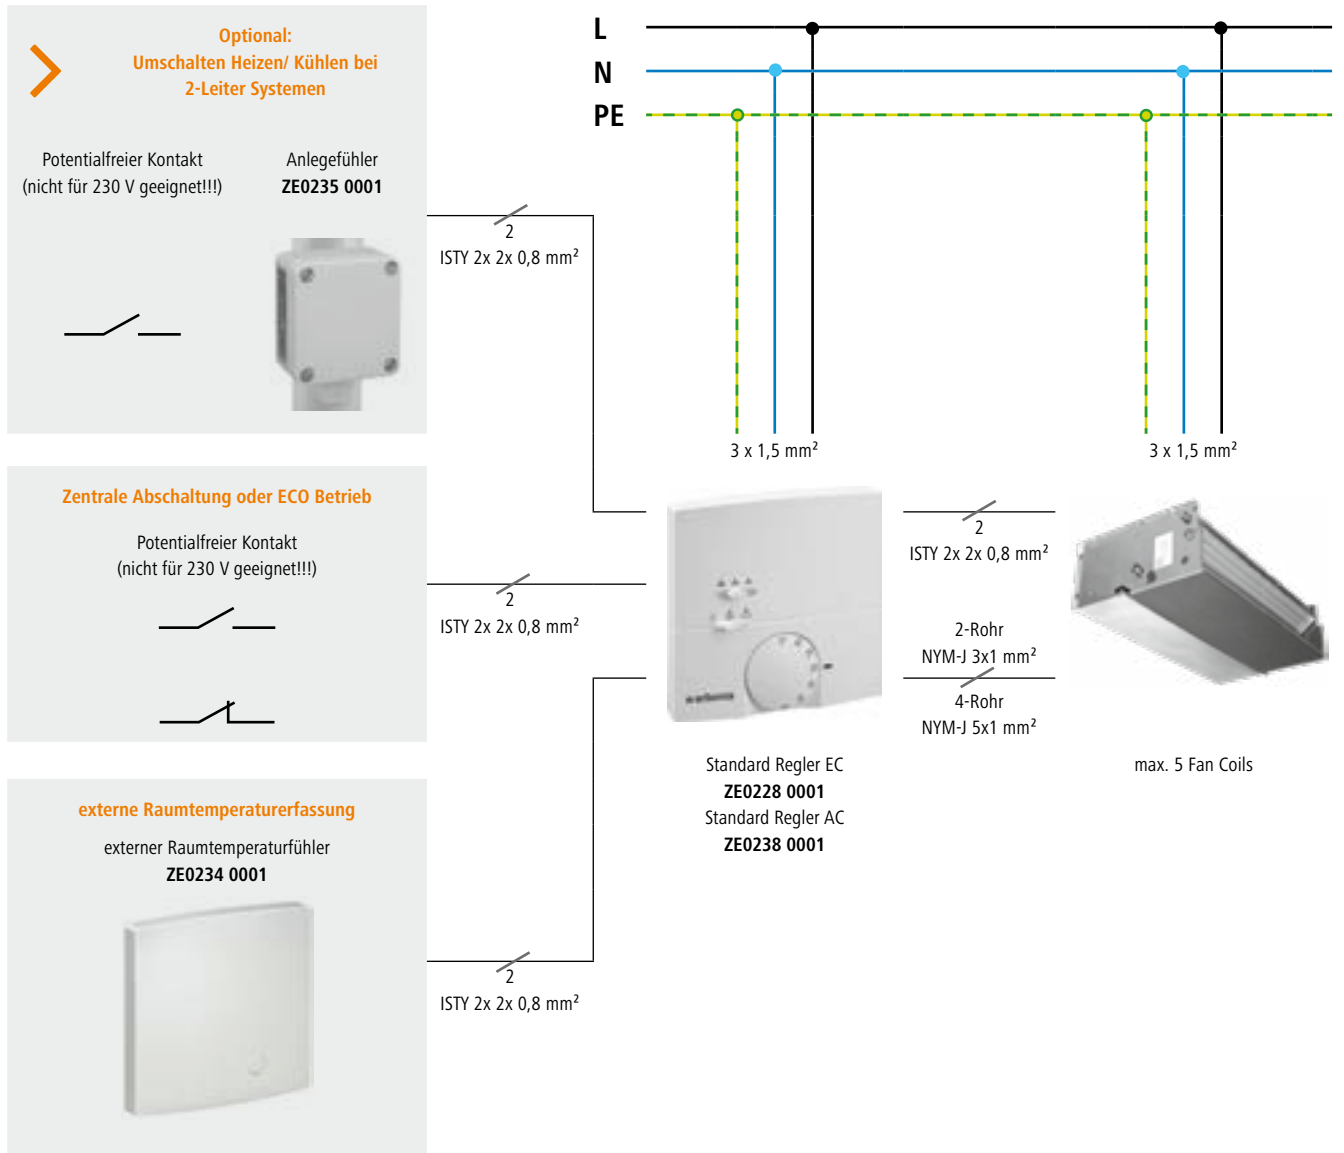 Optional:
Umschalten Heizen/ Kühlen bei
2-Leiter Systemen
Potentialfreier Kontakt
(nicht für 230 V geeignet!!!)
Anlegefühler
ZE0235 0001
2
ISTY 2x 2x 0,8 mm²
L
N
PE
3 x 1,5 mm²
3 x 1,5 mm²
Zentrale Abschaltung oder ECO Betrieb
Potentialfreier Kontakt
(nicht für 230 V geeignet!!!)
2
ISTY 2x 2x 0,8 mm²
externe Raumtemperaturerfassung
externer Raumtemperaturfühler
ZE0234 0001
2
ISTY 2x 2x 0,8 mm²
Standard Regler EC
ZE0228 0001
Standard Regler AC
ZE0238 0001
2
ISTY 2x 2x 0,8 mm²
2-Rohr
NYM-J 3x1 mm²
4-Rohr
NYM-J 5x1 mm²
max. 5 Fan Coils